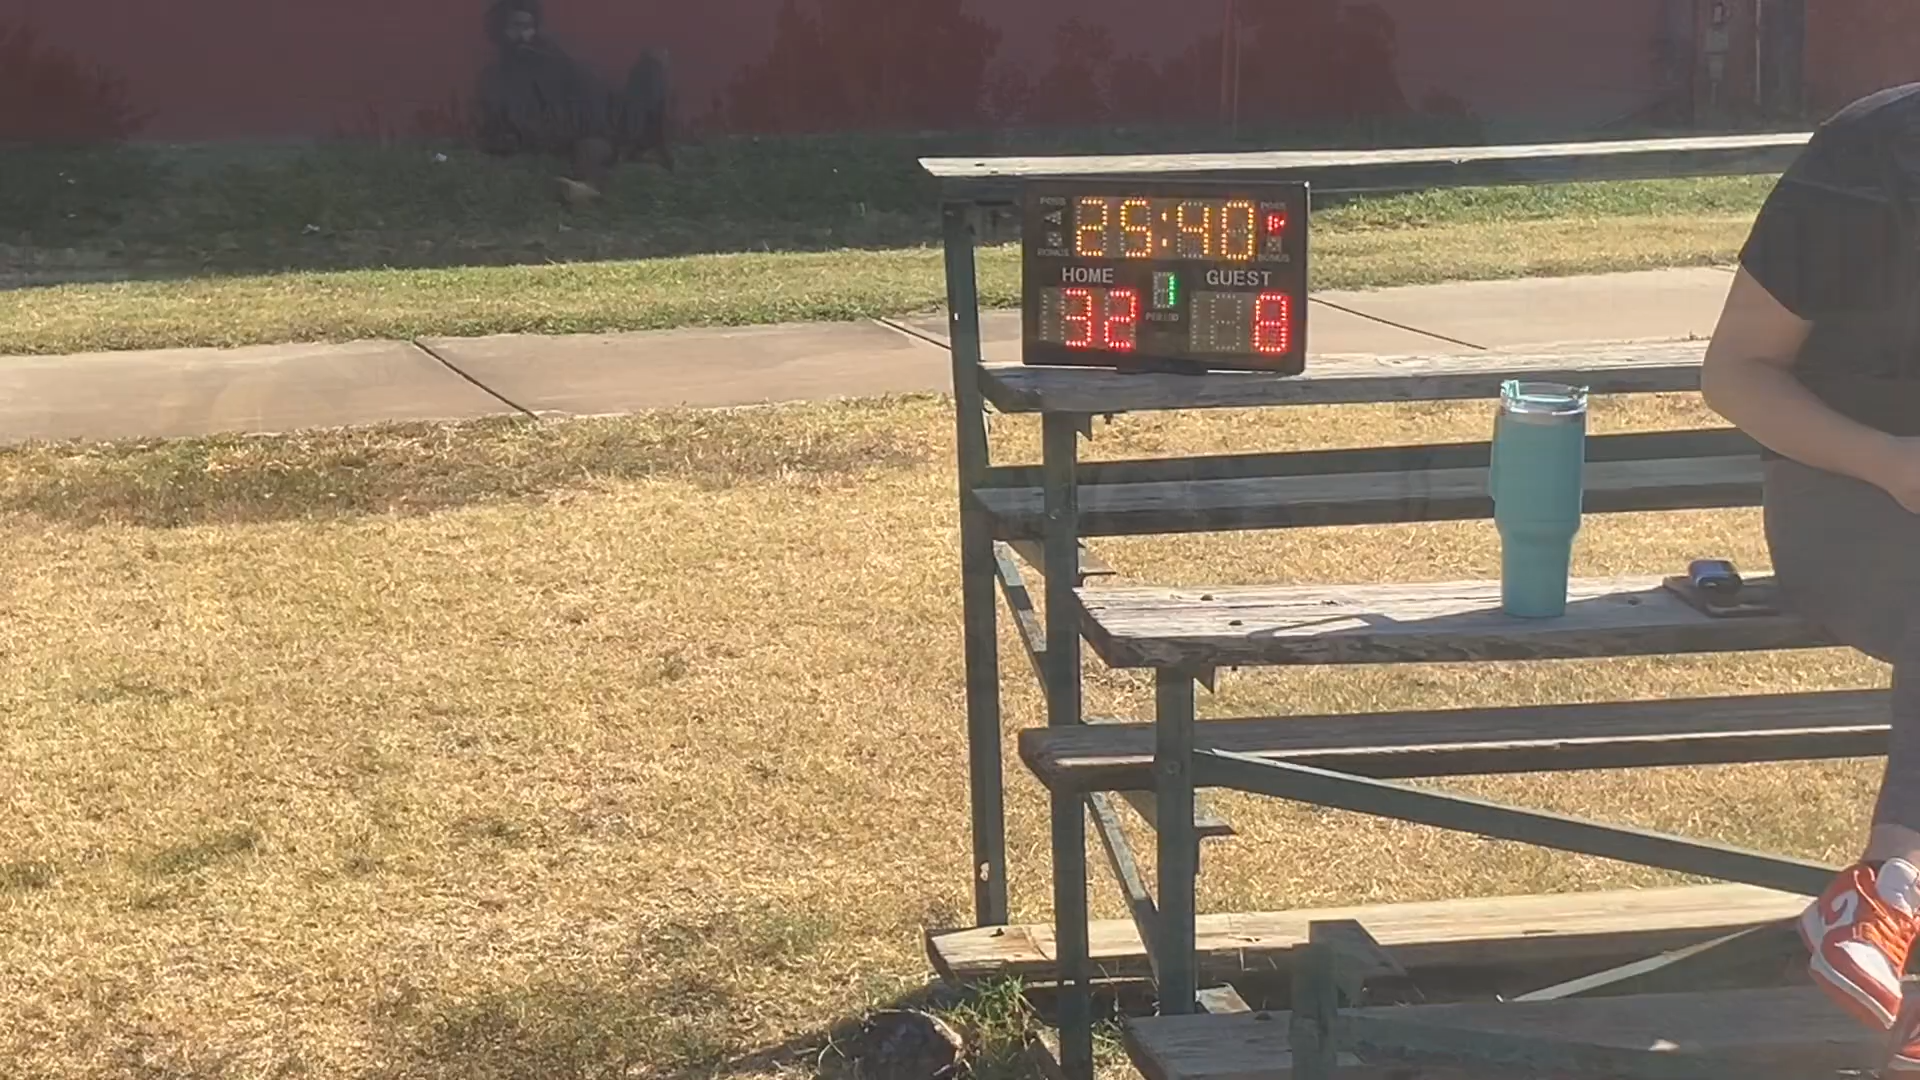 POSS 25:40 POSS
BONUS BONUS
HOME 1 GUEST
PERIOD
32 8